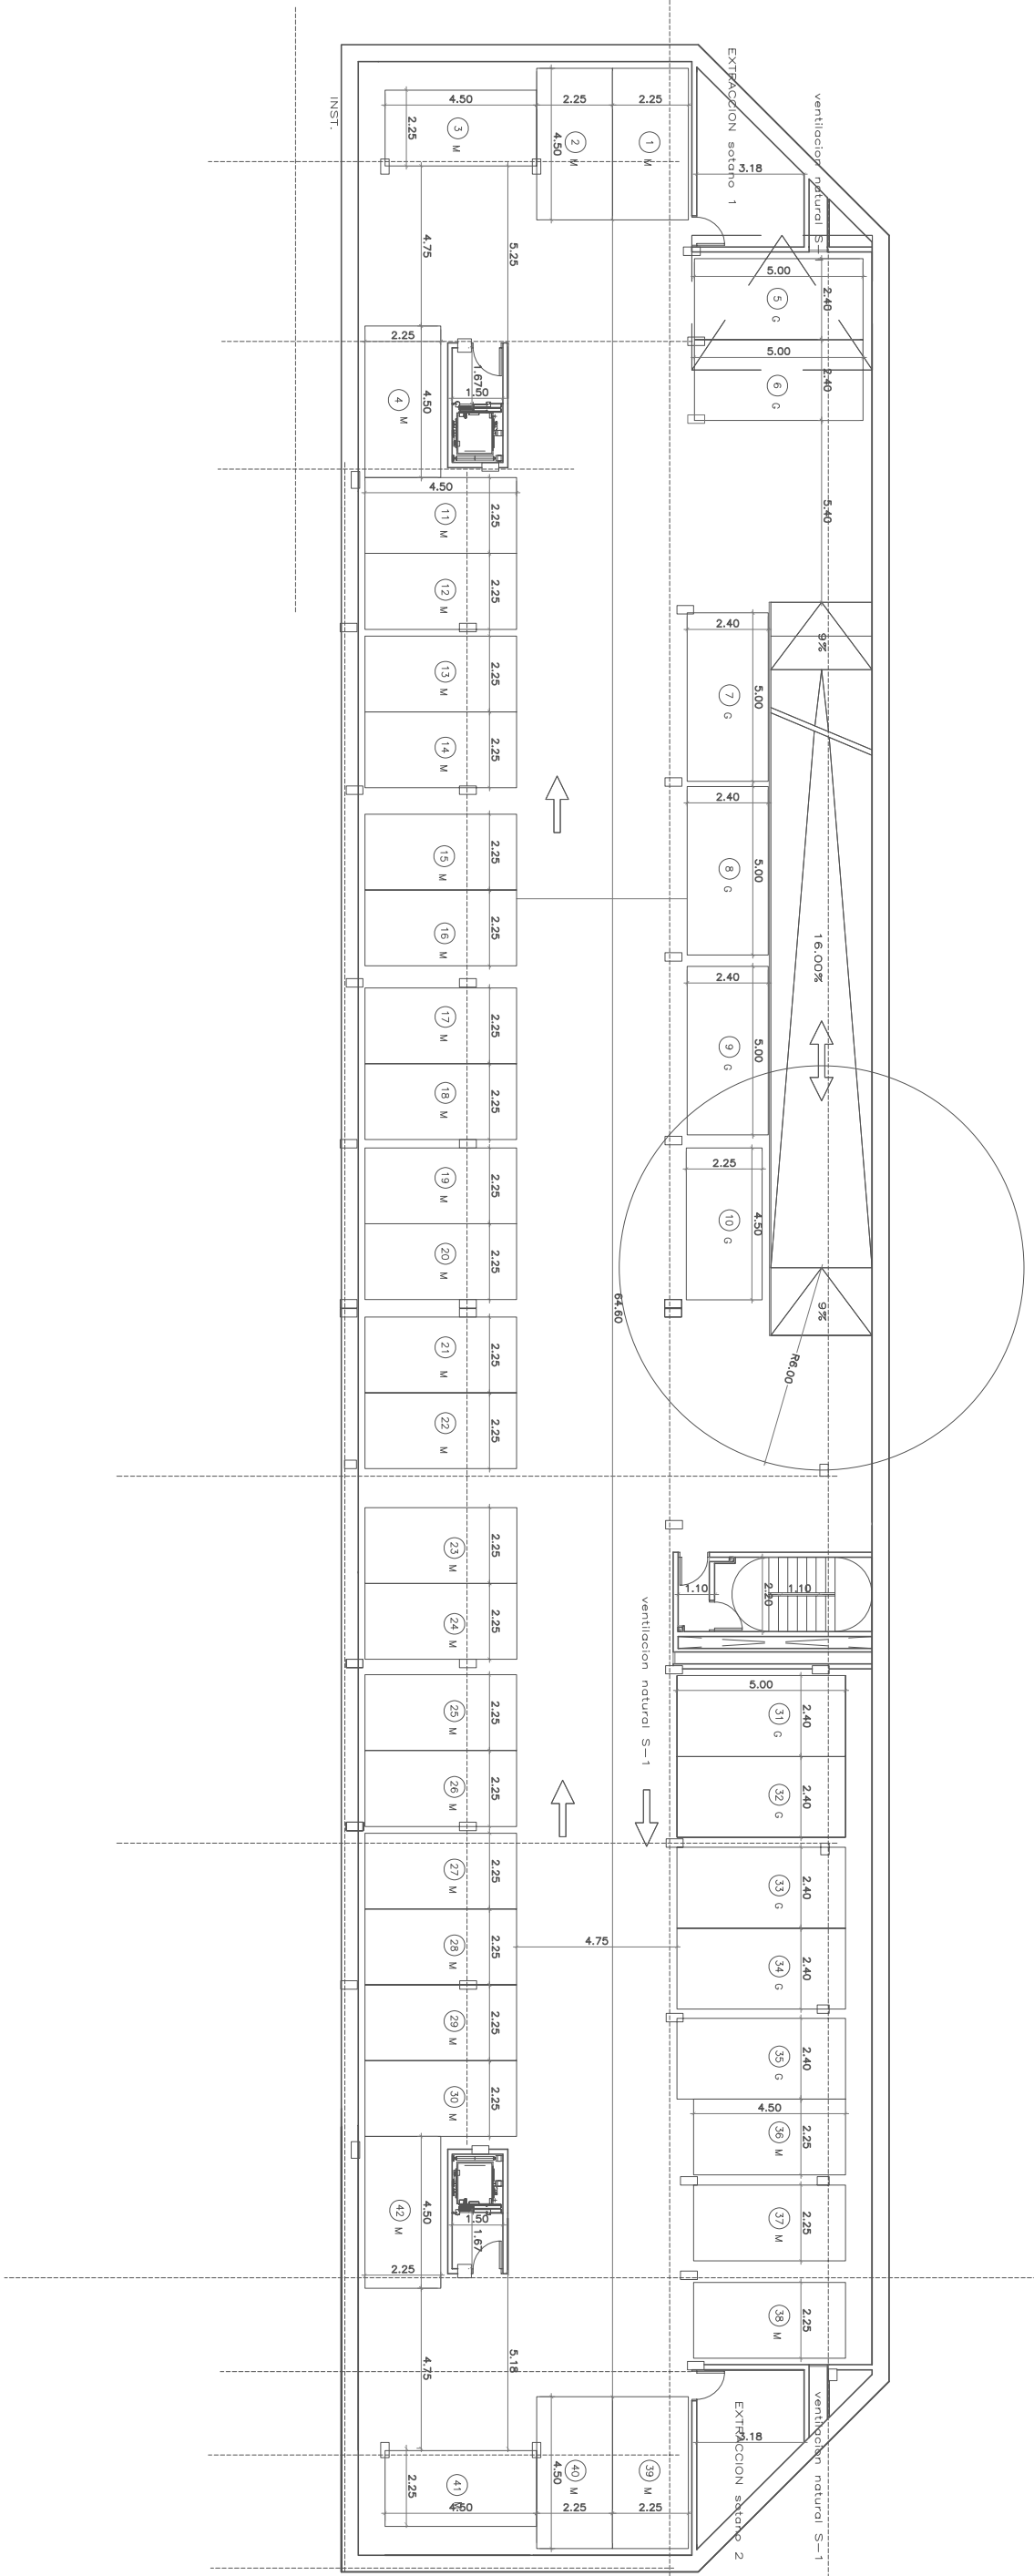 EXTRACCION sotano 1
ventilacion natural S-1
INST.
4.50
2.25
2.25
3.18
2.25
3 M
4.50
2 M
1 M
4.75
5.25
5.00
2.40
5 G
5.00
2.40
6 G
2.25
1.67
1.50
4 M
4.50
5.40
4.50
11 M
2.25
12 M
2.25
13 M
2.25
14 M
2.25
15 M
2.25
16 M
2.25
17 M
2.25
18 M
2.25
19 M
2.25
20 M
2.25
21 M
2.25
22 M
2.25
2.40
7 G
5.00
2.40
8 G
5.00
2.40
9 G
5.00
2.25
10 G
4.50
9%
16.00%
9%
64.60
R6.00
23 M
2.25
24 M
2.25
25 M
2.25
26 M
2.25
27 M
2.25
28 M
2.25
29 M
2.25
30 M
2.25
1.10
2.20
1.10
ventilacion natural S-1
5.00
31 G
2.40
32 G
2.40
33 G
2.40
34 G
2.40
4.75
35 G
2.40
4.50
36 M
2.25
37 M
2.25
38 M
2.25
42 M
4.50
1.50
1.67
2.25
4.75
5.18
EXTRACCION sotano 2
ventilacion natural S-1
3.18
2.25
41 M
4.50
4.50
40 M
2.25
39 M
2.25